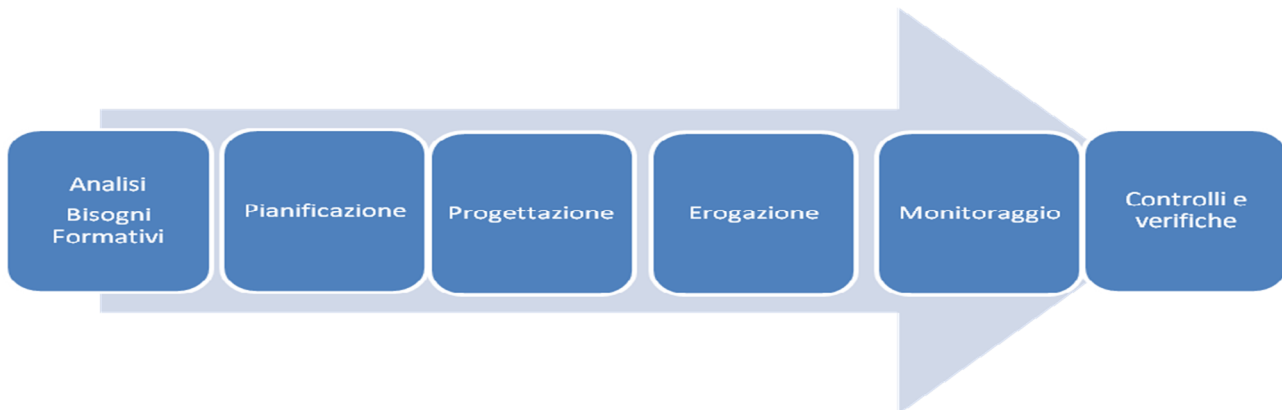 Analisi
Bisogni
Formativi
Pianificazione
Progettazione
Erogazione
Monitoraggio
Controlli e
verifiche